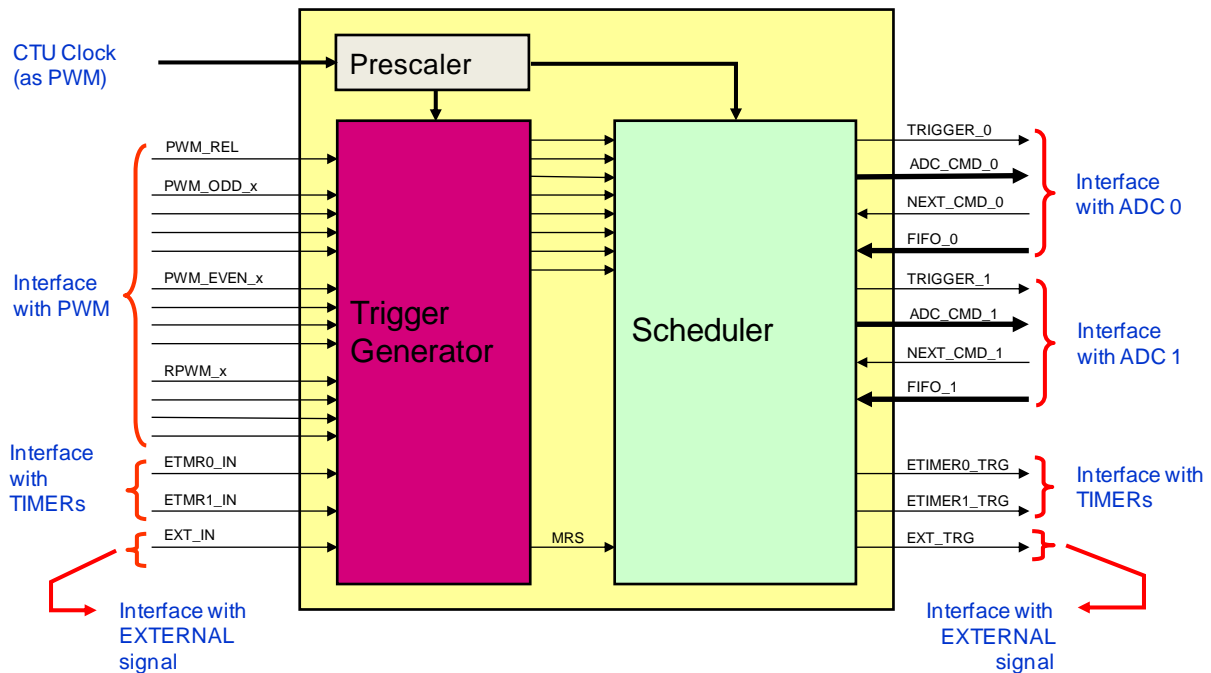 CTU Clock
(as PWM)
Prescaler
PWM_REL
PWM_ODD_x
PWM_EVEN_x
RPWM_x
ETMR0_IN
ETMR1_IN
EXT_IN
Interface
with PWM
Interface
with
TIMERs
Interface with
EXTERNAL
signal
Trigger
Generator
MRS
Scheduler
TRIGGER_0
ADC_CMD_0
NEXT_CMD_0
FIFO_0
TRIGGER_1
ADC_CMD_1
NEXT_CMD_1
FIFO_1
ETIMER0_TRG
ETIMER1_TRG
EXT_TRG
Interface
with ADC 0
Interface
with ADC 1
Interface with
TIMERs
Interface with
EXTERNAL
signal